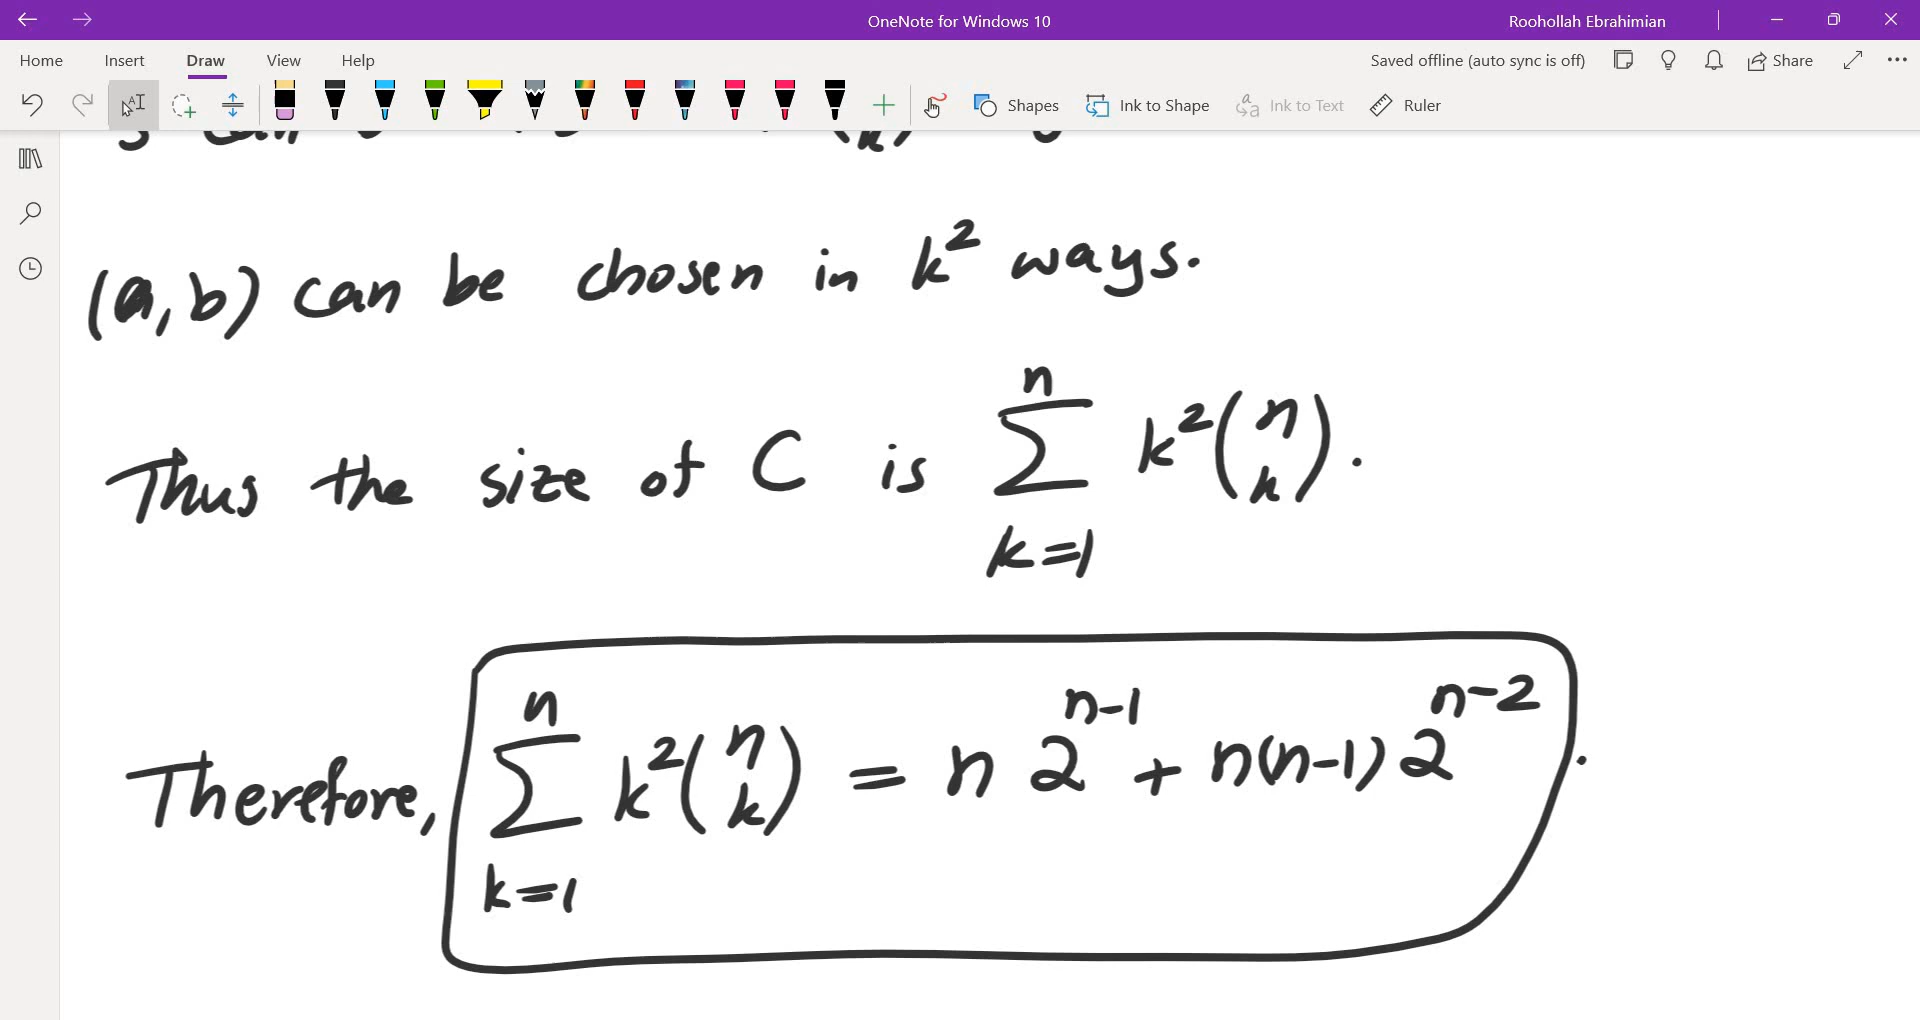 OneNote for Windows 10
Roohollah Ebrahimian
Home Insert Draw View Help
Saved offline (auto sync is off) Share
Shapes Ink to Shape Ink to Text Ruler
(a,b) can be chosen in k² ways.
Thus the size of C is ∑_{k=1}^{n} k² (n k).
Therefore, ∑_{k=1}^{n} k² (n k) = n 2^{n-1} + n(n-1) 2^{n-2}.